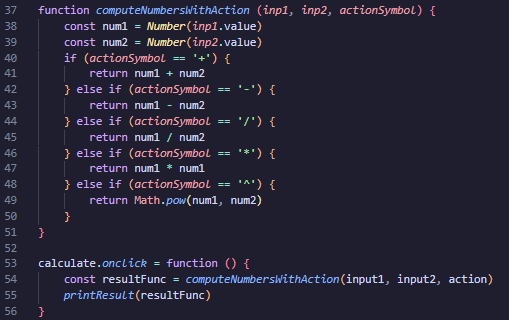 37 function computeNumbersWithAction (inp1, inp2, actionSymbol) {
38     const num1 = Number(inp1.value)
39     const num2 = Number(inp2.value)
40     if (actionSymbol == '+') {
41         return num1 + num2
42     } else if (actionSymbol == '-') {
43         return num1 - num2
44     } else if (actionSymbol == '/') {
45         return num1 / num2
46     } else if (actionSymbol == '*') {
47         return num1 * num1
48     } else if (actionSymbol == '^') {
49         return Math.pow(num1, num2)
50     }
51 }
52
53 calculate.onclick = function () {
54     const resultFunc = computeNumbersWithAction(input1, input2, action)
55     printResult(resultFunc)
56 }